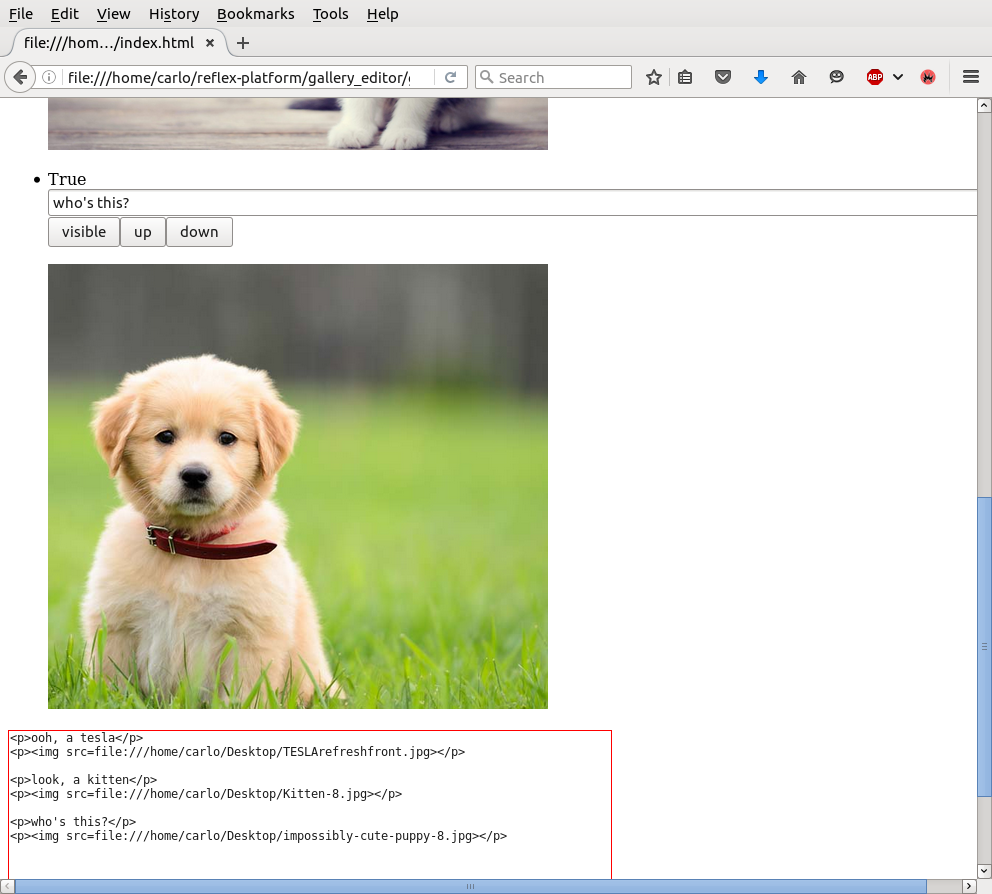 File Edit View History Bookmarks Tools Help
file:///hom…/index.html
file:///home/carlo/reflex-platform/gallery_editor/
Search
ABP
True
who's this?
visible up down
<p>ooh, a tesla</p>
<p><img src=file:///home/carlo/Desktop/TESLArefreshfront.jpg></p>
<p>look, a kitten</p>
<p><img src=file:///home/carlo/Desktop/Kitten-8.jpg></p>
<p>who's this?</p>
<p><img src=file:///home/carlo/Desktop/impossibly-cute-puppy-8.jpg></p>